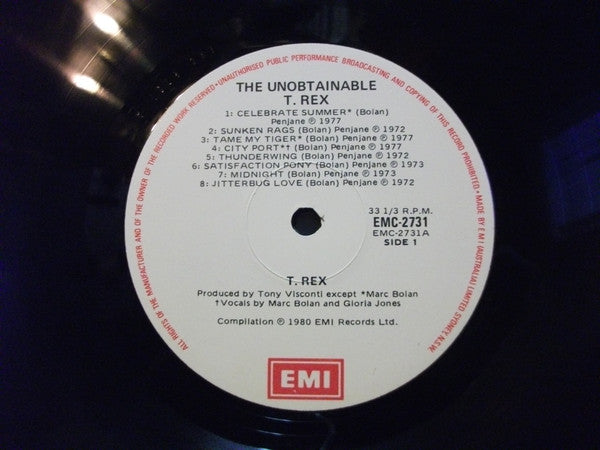 ALL RIGHTS OF THE MANUFACTURER AND OF THE OWNER OF THE RECORDED WORK RESERVED•UNAUTHORISED PUBLIC PERFORMANCE BROADCASTING AND COPYING OF THIS RECORD PROHIBITED•MADE BY E M I (AUSTRALIA) LIMITED SYDNEY, N.S.W.
THE UNOBTAINABLE
T. REX
1: CELEBRATE SUMMER* (Bolan)
Penjane ℗ 1977
2: SUNKEN RAGS (Bolan) Penjane ℗ 1972
3: TAME MY TIGER* (Bolan) Penjane ℗ 1977
4: CITY PORT*† (Bolan) Penjane ℗ 1977
5: THUNDERWING (Bolan) Penjane ℗ 1972
6: SATISFACTION PONY (Bolan) Penjane ℗ 1973
7: MIDNIGHT (Bolan) Penjane ℗ 1973
8: JITTERBUG LOVE (Bolan) Penjane ℗ 1972
33 1/3 R.P.M.
EMC-2731
EMC-2731A
SIDE 1
T. REX
Produced by Tony Visconti except *Marc Bolan
†Vocals by Marc Bolan and Gloria Jones
Compilation ℗ 1980 EMI Records Ltd.
EMI